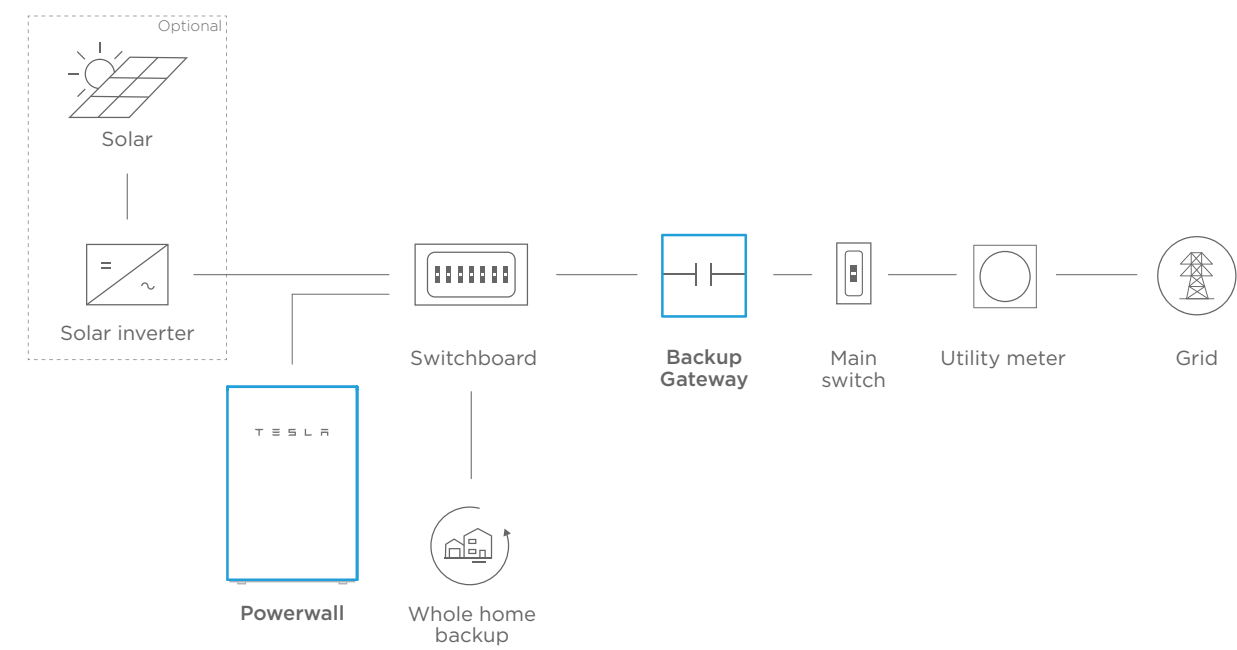 Optional
Solar
Solar inverter
Switchboard
Backup
Gateway
Main
switch
Utility meter
Grid
TESLA
Powerwall
Whole home
backup